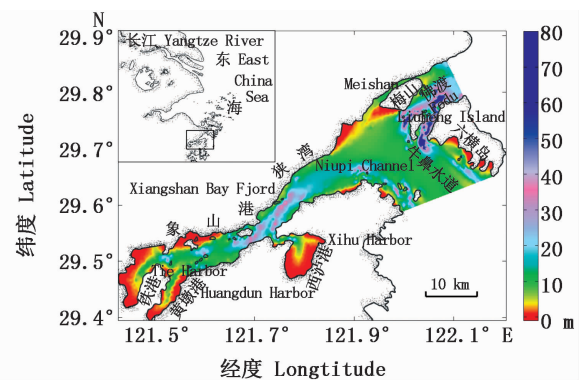 N
29.9°
29.8°
29.7°
29.6°
29.5°
29.4°
纬度 Latitude
长江 Yangtze River
东 East
China
Sea
海
Meishan
梅山
佛渡
Liuheng Island
六横岛
牛鼻水道
Niupi Channel
狭湾
Xiangshan Bay Fjord
象山港
Xihu Harbor
西沪港
Tie Harbor
铁港
黄墩港
Huangdun Harbor
10 km
121.5° 121.7° 121.9° 122.1° E
经度 Longtitude
80
70
60
50
40
30
20
10
0 m